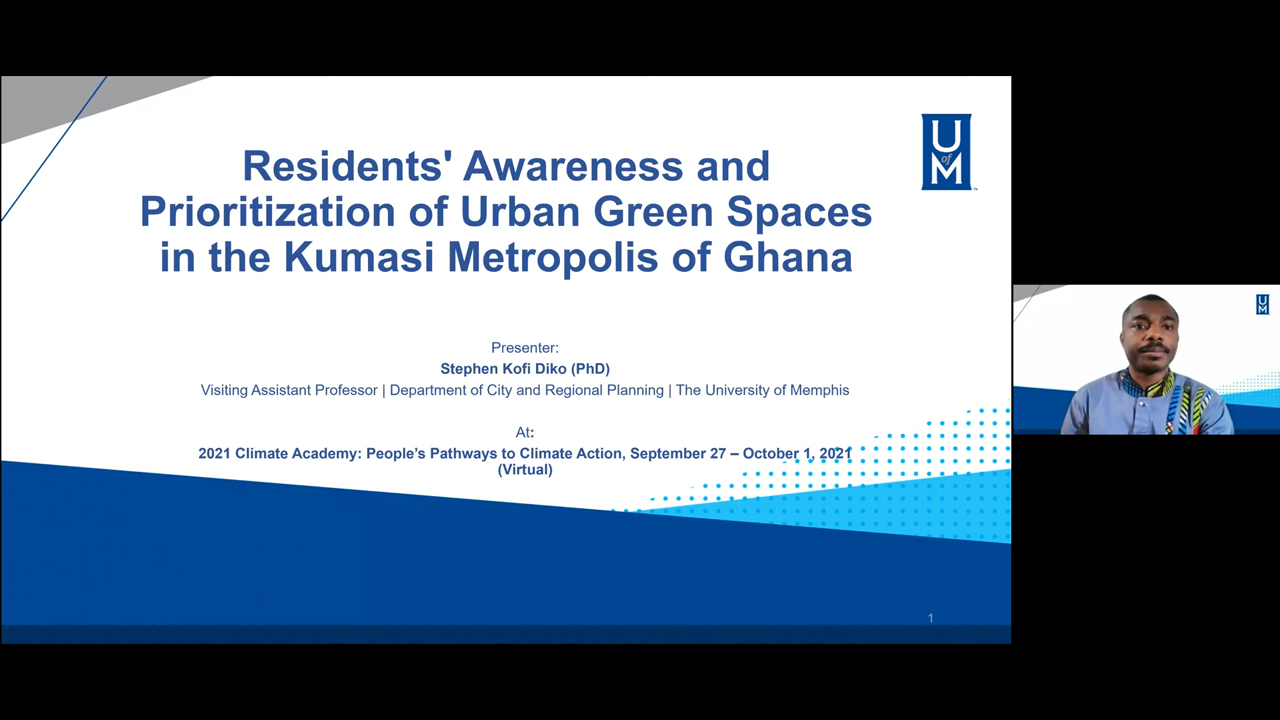 Residents' Awareness and
Prioritization of Urban Green Spaces
in the Kumasi Metropolis of Ghana
U
of
M
Presenter:
Stephen Kofi Diko (PhD)
Visiting Assistant Professor | Department of City and Regional Planning | The University of Memphis
At:
2021 Climate Academy: People’s Pathways to Climate Action, September 27 – October 1, 2021
(Virtual)
1
U
M